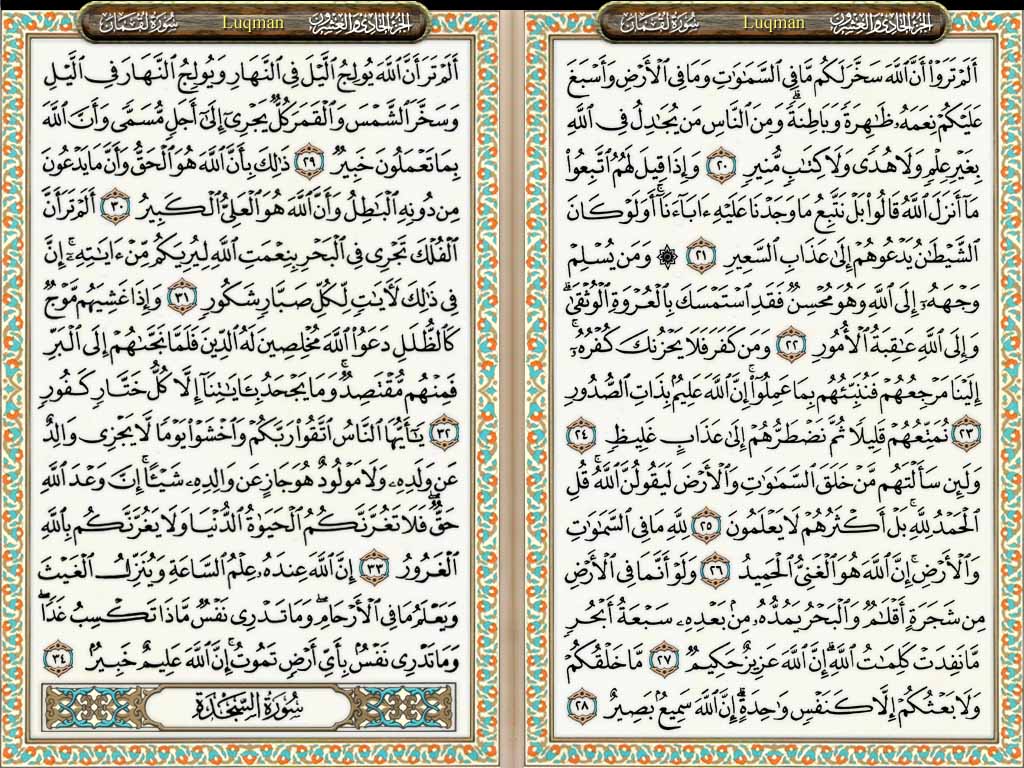 الجزء الحادي والعشرون Luqman سورة لقمان
أَلَمْ تَرَوْا۟ أَنَّ ٱللَّهَ سَخَّرَ لَكُم مَّا فِى ٱلسَّمَٰوَٰتِ وَمَا فِى ٱلْأَرْضِ وَأَسْبَغَ
عَلَيْكُمْ نِعَمَهُۥ ظَٰهِرَةً وَبَاطِنَةً ۗ وَمِنَ ٱلنَّاسِ مَن يُجَٰدِلُ فِى ٱللَّهِ
بِغَيْرِ عِلْمٍ وَلَا هُدًى وَلَا كِتَٰبٍ مُّنِيرٍ ٢٠ وَإِذَا قِيلَ لَهُمُ ٱتَّبِعُوا۟
مَآ أَنزَلَ ٱللَّهُ قَالُوا۟ بَلْ نَتَّبِعُ مَا وَجَدْنَا عَلَيْهِ ءَابَآءَنَآ ۚ أَوَلَوْ كَانَ
ٱلشَّيْطَٰنُ يَدْعُوهُمْ إِلَىٰ عَذَابِ ٱلسَّعِيرِ ٢١ ۞ وَمَن يُسْلِمْ
وَجْهَهُۥٓ إِلَى ٱللَّهِ وَهُوَ مُحْسِنٌ فَقَدِ ٱسْتَمْسَكَ بِٱلْعُرْوَةِ ٱلْوُثْقَىٰ ۗ
وَإِلَى ٱللَّهِ عَٰقِبَةُ ٱلْأُمُورِ ٢٢ وَمَن كَفَرَ فَلَا يَحْزُنكَ كُفْرُهُۥٓ ۚ
إِلَيْنَا مَرْجِعُهُمْ فَنُنَبِّئُهُم بِمَا عَمِلُوٓا۟ ۚ إِنَّ ٱللَّهَ عَلِيمٌۢ بِذَاتِ ٱلصُّدُورِ
٢٣ نُمَتِّعُهُمْ قَلِيلًا ثُمَّ نَضْطَرُّهُمْ إِلَىٰ عَذَابٍ غَلِيظٍ ٢٤
وَلَئِن سَأَلْتَهُم مَّنْ خَلَقَ ٱلسَّمَٰوَٰتِ وَٱلْأَرْضَ لَيَقُولُنَّ ٱللَّهُ ۚ قُلِ
ٱلْحَمْدُ لِلَّهِ ۚ بَلْ أَكْثَرُهُمْ لَا يَعْلَمُونَ ٢٥ لِلَّهِ مَا فِى ٱلسَّمَٰوَٰتِ
وَٱلْأَرْضِ ۚ إِنَّ ٱللَّهَ هُوَ ٱلْغَنِىُّ ٱلْحَمِيدُ ٢٦ وَلَوْ أَنَّمَا فِى ٱلْأَرْضِ
مِن شَجَرَةٍ أَقْلَٰمٌ وَٱلْبَحْرُ يَمُدُّهُۥ مِنۢ بَعْدِهِۦ سَبْعَةُ أَبْحُرٍ
مَّا نَفِدَتْ كَلِمَٰتُ ٱللَّهِ ۗ إِنَّ ٱللَّهَ عَزِيزٌ حَكِيمٌ ٢٧ مَّا خَلْقُكُمْ
وَلَا بَعْثُكُمْ إِلَّا كَنَفْسٍ وَٰحِدَةٍ ۗ إِنَّ ٱللَّهَ سَمِيعٌۢ بَصِيرٌ ٢٨
الجزء الحادي والعشرون Luqman سورة لقمان
أَلَمْ تَرَ أَنَّ ٱللَّهَ يُولِجُ ٱلَّيْلَ فِى ٱلنَّهَارِ وَيُولِجُ ٱلنَّهَارَ فِى ٱلَّيْلِ
وَسَخَّرَ ٱلشَّمْسَ وَٱلْقَمَرَ كُلٌّ يَجْرِىٓ إِلَىٰٓ أَجَلٍ مُّسَمًّى وَأَنَّ ٱللَّهَ
بِمَا تَعْمَلُونَ خَبِيرٌ ٢٩ ذَٰلِكَ بِأَنَّ ٱللَّهَ هُوَ ٱلْحَقُّ وَأَنَّ مَا يَدْعُونَ
مِن دُونِهِ ٱلْبَٰطِلُ وَأَنَّ ٱللَّهَ هُوَ ٱلْعَلِىُّ ٱلْكَبِيرُ ٣٠ أَلَمْ تَرَ أَنَّ
ٱلْفُلْكَ تَجْرِى فِى ٱلْبَحْرِ بِنِعْمَتِ ٱللَّهِ لِيُرِيَكُم مِّنْ ءَايَٰتِهِۦٓ ۚ إِنَّ
فِى ذَٰلِكَ لَءَايَٰتٍ لِّكُلِّ صَبَّارٍ شَكُورٍ ٣١ وَإِذَا غَشِيَهُم مَّوْجٌ
كَٱلظُّلَلِ دَعَوُا۟ ٱللَّهَ مُخْلِصِينَ لَهُ ٱلدِّينَ فَلَمَّا نَجَّىٰهُمْ إِلَى ٱلْبَرِّ
فَمِنْهُم مُّقْتَصِدٌ ۚ وَمَا يَجْحَدُ بِـَٔايَٰتِنَآ إِلَّا كُلُّ خَتَّارٍ كَفُورٍ
٣٢ يَٰٓأَيُّهَا ٱلنَّاسُ ٱتَّقُوا۟ رَبَّكُمْ وَٱخْشَوْا۟ يَوْمًا لَّا يَجْزِى وَالِدٌ
عَن وَلَدِهِۦ وَلَا مَوْلُودٌ هُوَ جَازٍ عَن وَالِدِهِۦ شَيْـًٔا ۚ إِنَّ وَعْدَ ٱللَّهِ
حَقٌّ ۖ فَلَا تَغُرَّنَّكُمُ ٱلْحَيَوٰةُ ٱلدُّنْيَا وَلَا يَغُرَّنَّكُم بِٱللَّهِ
ٱلْغَرُورُ ٣٣ إِنَّ ٱللَّهَ عِندَهُۥ عِلْمُ ٱلسَّاعَةِ وَيُنَزِّلُ ٱلْغَيْثَ
وَيَعْلَمُ مَا فِى ٱلْأَرْحَامِ ۖ وَمَا تَدْرِى نَفْسٌ مَّاذَا تَكْسِبُ غَدًا ۖ
وَمَا تَدْرِى نَفْسٌۢ بِأَىِّ أَرْضٍ تَمُوتُ ۚ إِنَّ ٱللَّهَ عَلِيمٌ خَبِيرٌۢ ٣٤
سُورَةُ السَّجْدَةِ